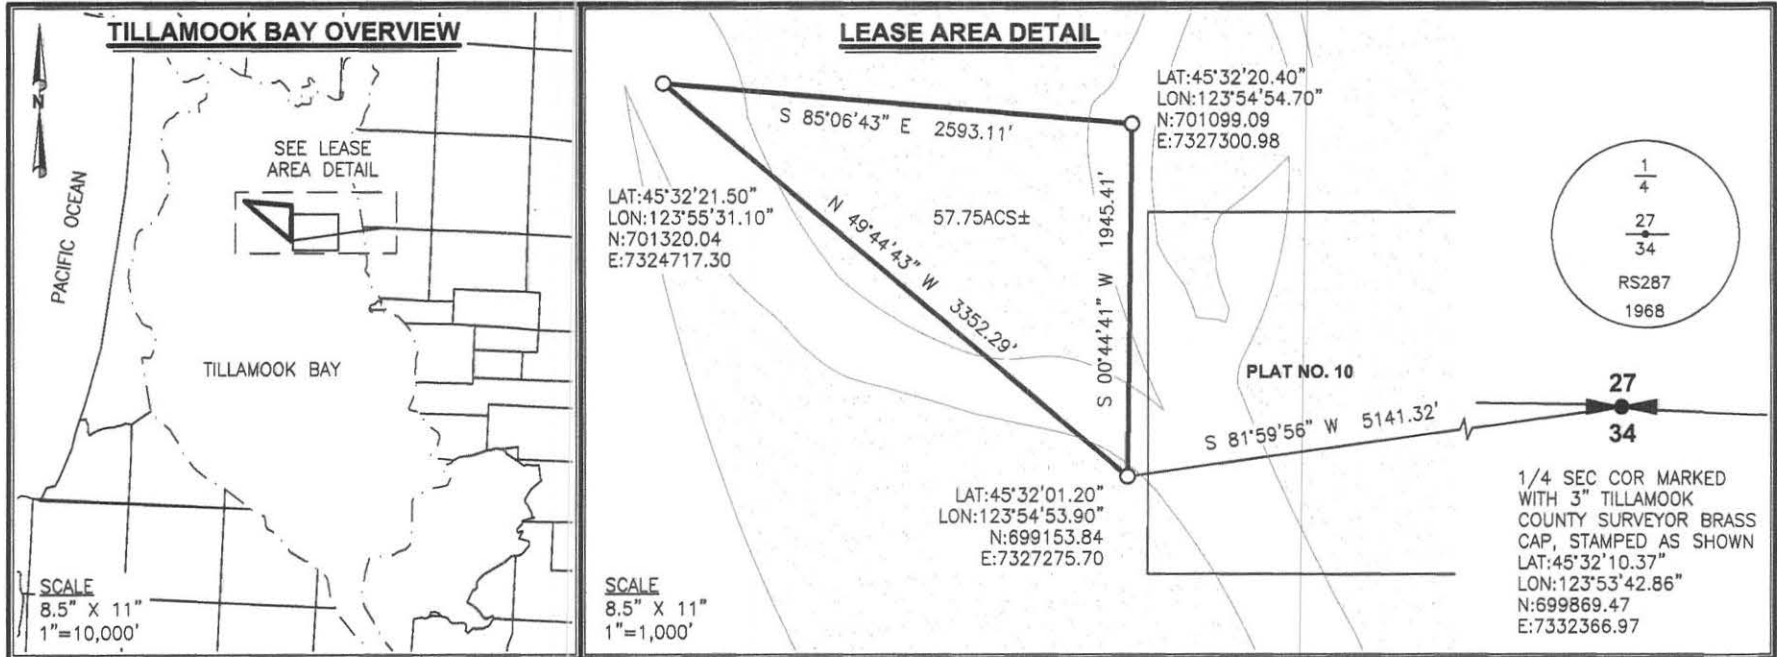 TILLAMOOK BAY OVERVIEW
N
PACIFIC OCEAN
SEE LEASE
AREA DETAIL
TILLAMOOK BAY
SCALE
8.5" X 11"
1"=10,000'
LEASE AREA DETAIL
LAT:45°32'21.50"
LON:123°55'31.10"
N:701320.04
E:7324717.30
S 85°06'43" E 2593.11'
LAT:45°32'20.40"
LON:123°54'54.70"
N:701099.09
E:7327300.98
57.75ACS±
N 49°44'43" W 3352.29'
S 00°44'41" W 1945.41'
PLAT NO. 10
S 81°59'56" W 5141.32'
LAT:45°32'01.20"
LON:123°54'53.90"
N:699153.84
E:7327275.70
SCALE
8.5" X 11"
1"=1,000'
1
4
27
34
RS287
1968
27
34
1/4 SEC COR MARKED
WITH 3" TILLAMOOK
COUNTY SURVEYOR BRASS
CAP, STAMPED AS SHOWN
LAT:45°32'10.37"
LON:123°53'42.86"
N:699869.47
E:7332366.97